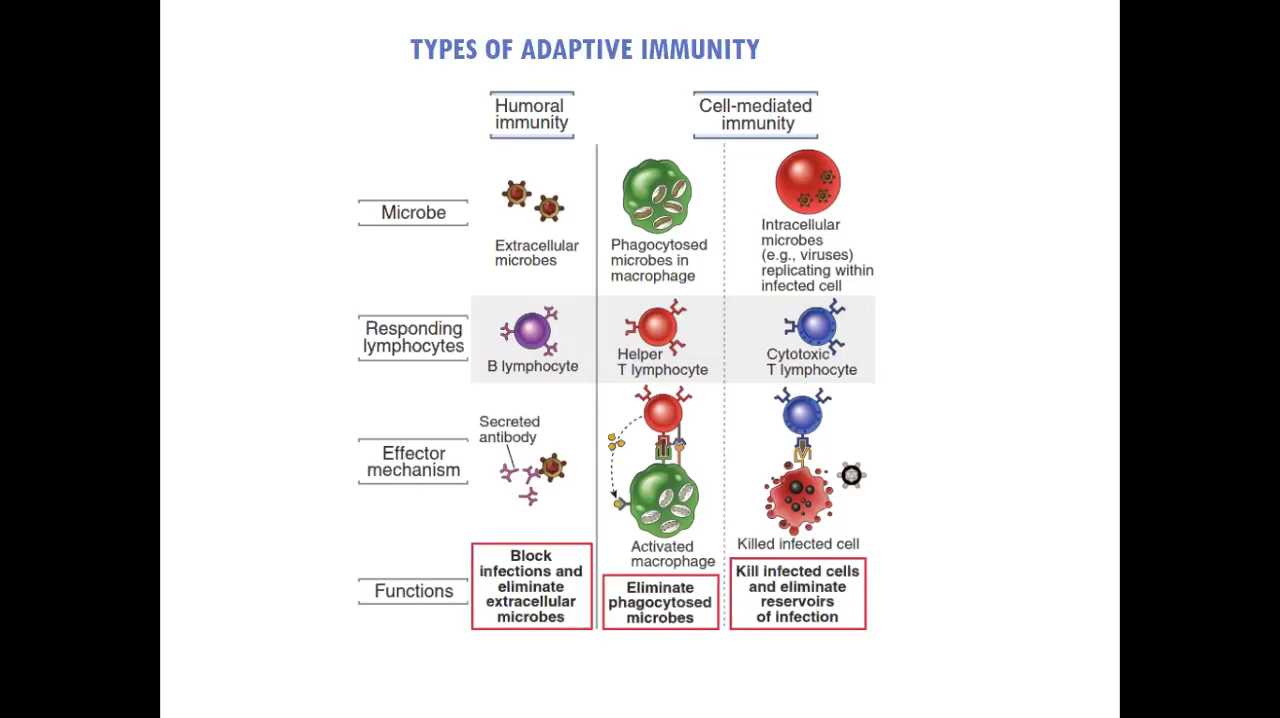 TYPES OF ADAPTIVE IMMUNITY
Humoral
immunity
Cell-mediated
immunity
Microbe
Extracellular
microbes
Phagocytosed
microbes in
macrophage
Intracellular
microbes
(e.g., viruses)
replicating within
infected cell
Responding
lymphocytes
B lymphocyte
Helper
T lymphocyte
Cytotoxic
T lymphocyte
Effector
mechanism
Secreted
antibody
Activated
macrophage
Killed infected cell
Functions
Block
infections and
eliminate
extracellular
microbes
Eliminate
phagocytosed
microbes
Kill infected cells
and eliminate
reservoirs
of infection